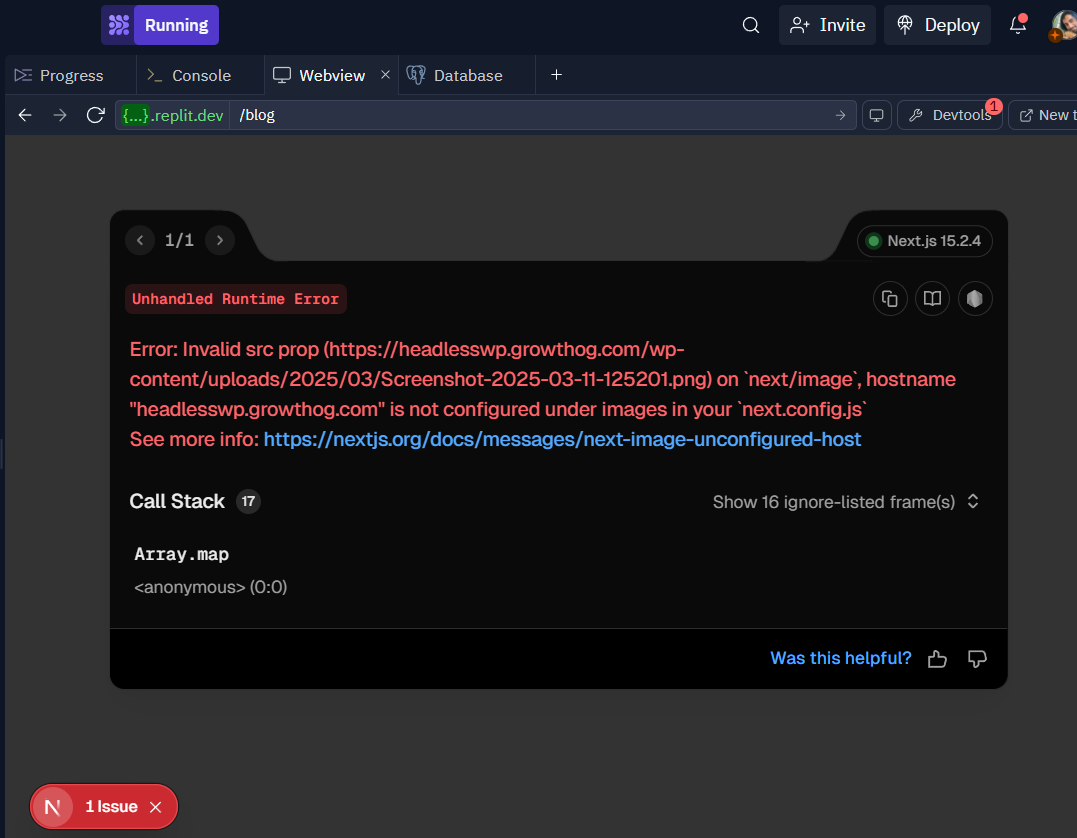 Running
Invite
Deploy
Progress
Console
Webview
Database
{...}.replit.dev
/blog
Devtools
1
New t
1/1
Next.js 15.2.4
Unhandled Runtime Error
Error: Invalid src prop (https://headlesswp.growthog.com/wp-
content/uploads/2025/03/Screenshot-2025-03-11-125201.png) on `next/image`, hostname
"headlesswp.growthog.com" is not configured under images in your `next.config.js`
See more info: https://nextjs.org/docs/messages/next-image-unconfigured-host
Call Stack 17
Show 16 ignore-listed frame(s)
Array.map
<anonymous> (0:0)
Was this helpful?
N
1 Issue